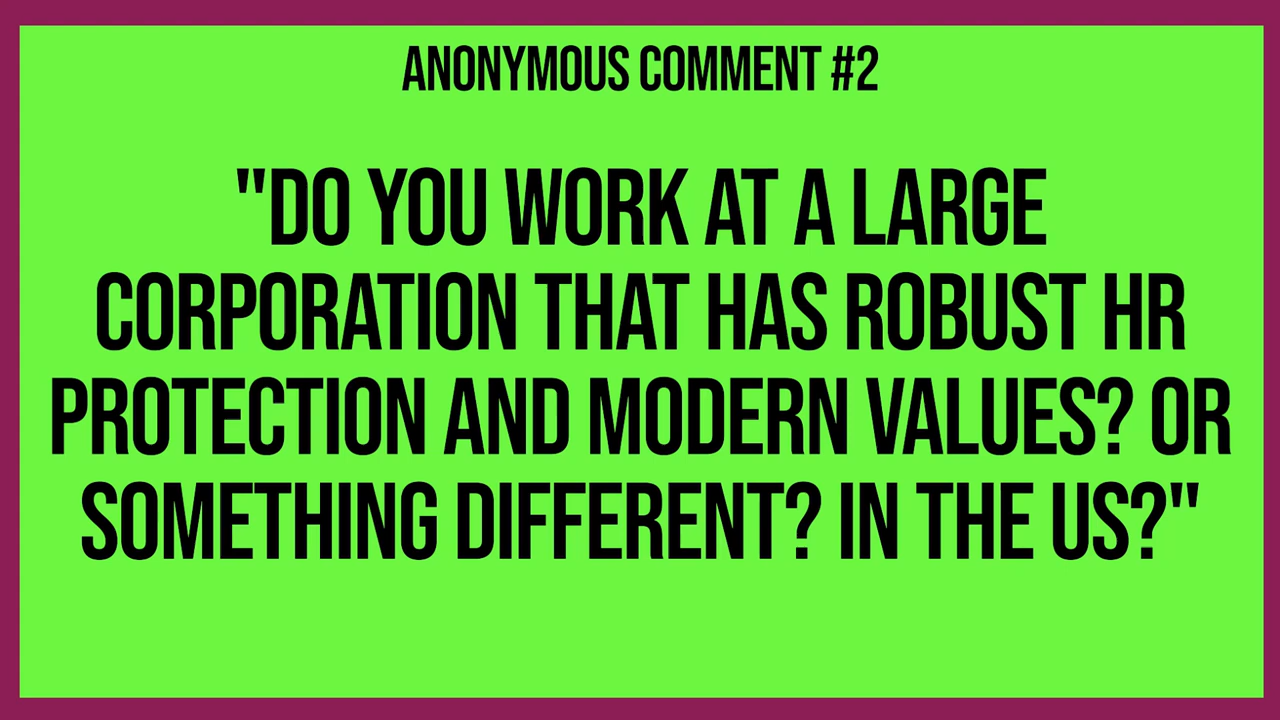 ANONYMOUS COMMENT #2
"DO YOU WORK AT A LARGE
CORPORATION THAT HAS ROBUST HR
PROTECTION AND MODERN VALUES? OR
SOMETHING DIFFERENT? IN THE US?"